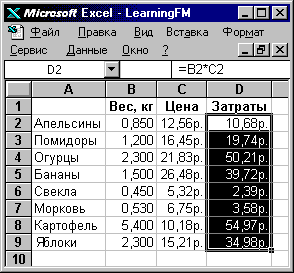 Microsoft Excel - LearningFM
Файл Правка Вид Вставка Формат
Сервис Данные Окно ?
D2 =B2*C2
A B C D
1 Вес, кг Цена Затраты
2 Апельсины 0,850 12,56р. 10,68р.
3 Помидоры 1,200 16,45р. 19,74р.
4 Огурцы 2,300 21,83р. 50,21р.
5 Бананы 1,500 26,48р. 39,72р.
6 Свекла 0,450 5,32р. 2,39р.
7 Морковь 0,530 6,75р. 3,58р.
8 Картофель 5,400 10,18р. 54,97р.
9 Яблоки 2,300 15,21р. 34,98р.
10